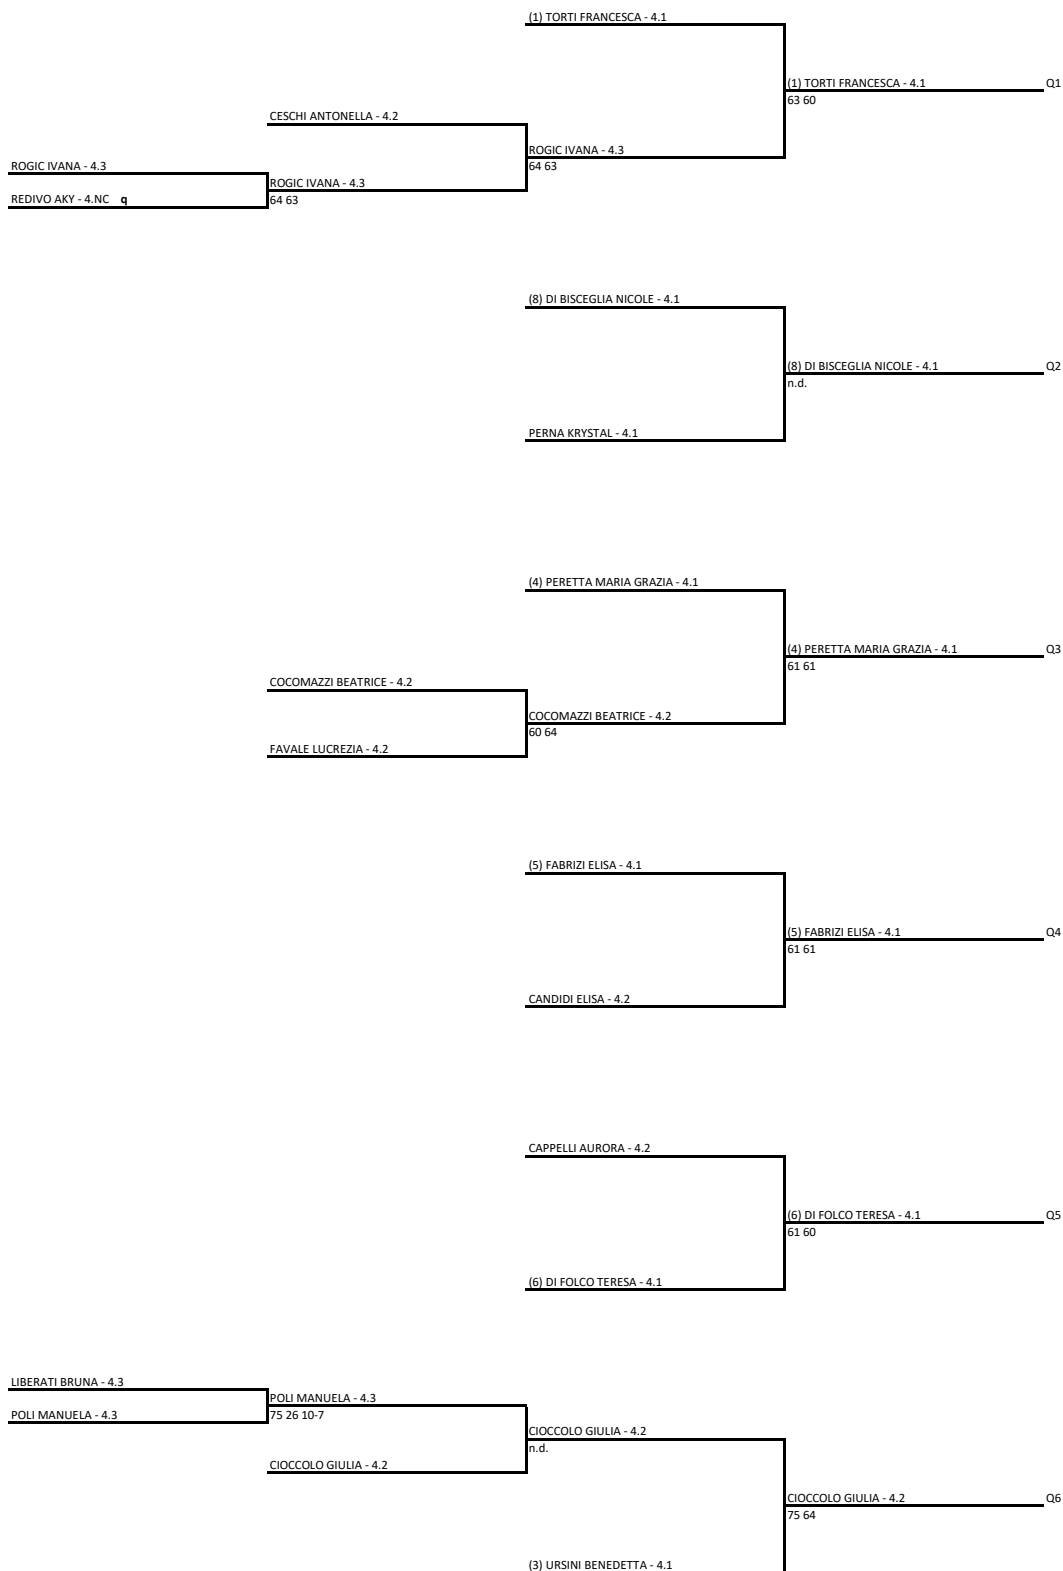 (1) TORTI FRANCESCA - 4.1
(1) TORTI FRANCESCA - 4.1 Q1
63 60
CESCHI ANTONELLA - 4.2
ROGIC IVANA - 4.3
64 63
ROGIC IVANA - 4.3
ROGIC IVANA - 4.3
64 63
REDIVO AKY - 4.NC q
(8) DI BISCEGLIA NICOLE - 4.1
(8) DI BISCEGLIA NICOLE - 4.1 Q2
n.d.
PERNA KRYSTAL - 4.1
(4) PERETTA MARIA GRAZIA - 4.1
(4) PERETTA MARIA GRAZIA - 4.1 Q3
61 61
COCOMAZZI BEATRICE - 4.2
COCOMAZZI BEATRICE - 4.2
60 64
FAVALE LUCREZIA - 4.2
(5) FABRIZI ELISA - 4.1
(5) FABRIZI ELISA - 4.1 Q4
61 61
CANDIDI ELISA - 4.2
CAPPELLI AURORA - 4.2
(6) DI FOLCO TERESA - 4.1 Q5
61 60
(6) DI FOLCO TERESA - 4.1
LIBERATI BRUNA - 4.3
POLI MANUELA - 4.3
75 26 10-7
POLI MANUELA - 4.3
CIOCCOLO GIULIA - 4.2
n.d.
CIOCCOLO GIULIA - 4.2
CIOCCOLO GIULIA - 4.2 Q6
75 64
(3) URSINI BENEDETTA - 4.1